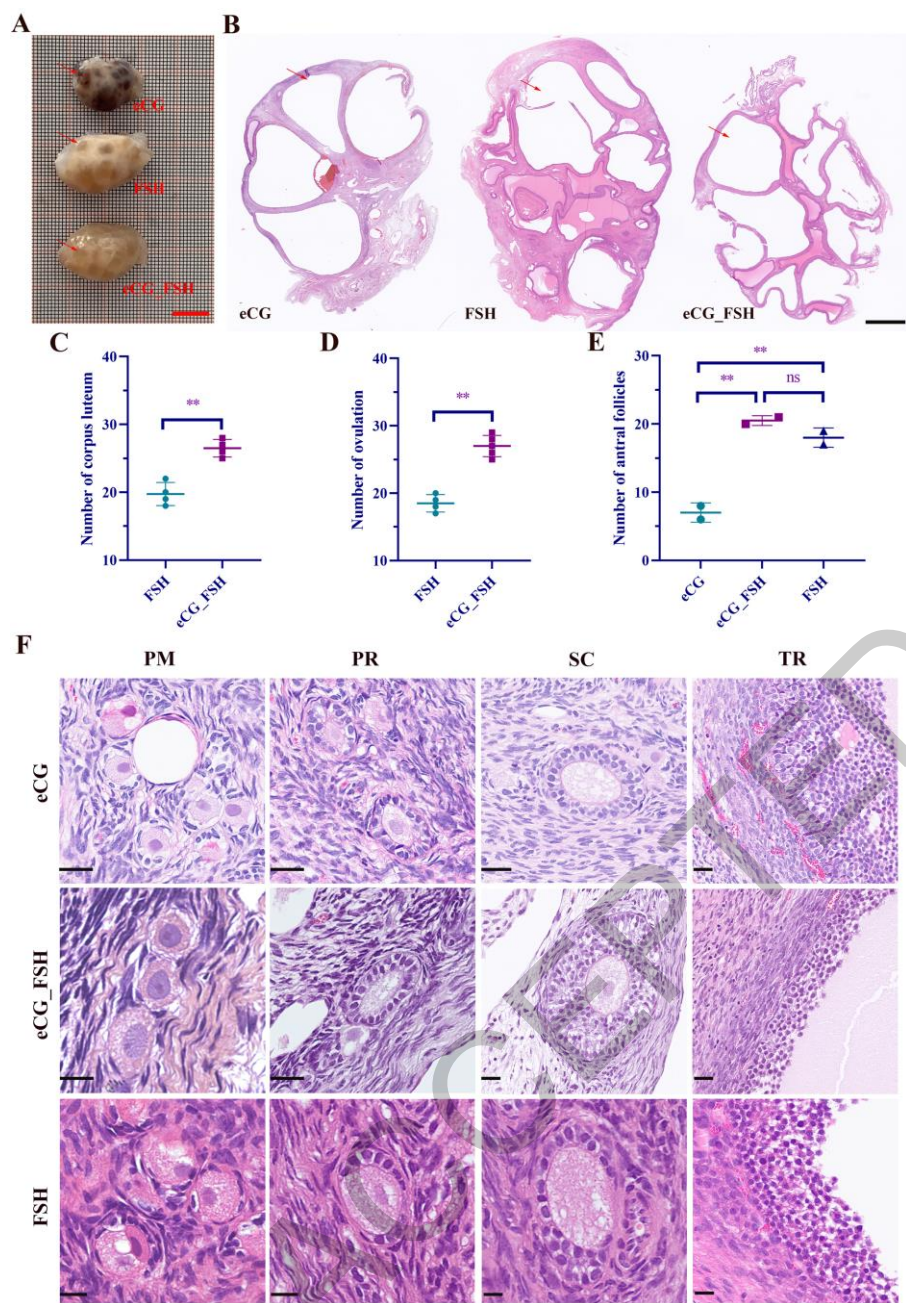 A
eCG
FSH
eCG_FSH
B
eCG
FSH
eCG_FSH
C
Number of corpus luteum
40
30
20
10
**
FSH
eCG_FSH
D
Number of ovulation
40
30
20
10
**
FSH
eCG_FSH
E
Number of antral follicles
30
20
10
0
**
**
ns
eCG
eCG_FSH
FSH
F
PM
PR
SC
TR
eCG
eCG_FSH
FSH
ACCEPTED